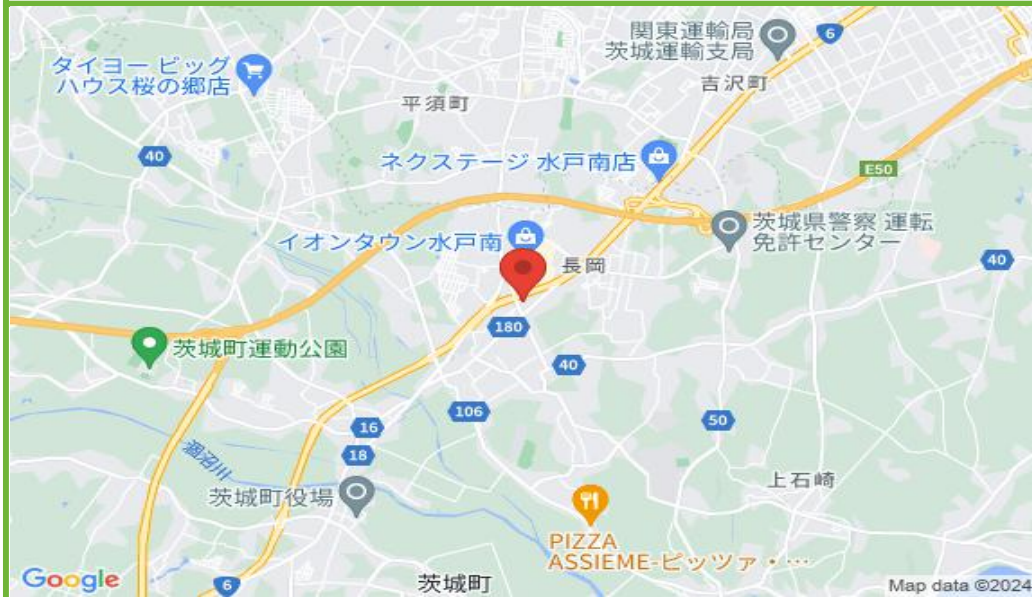 関東運輸局
茨城運輸支局
6
タイヨー ビッグ
ハウス桜の郷店
吉沢町
平須町
40
ネクステージ 水戸南店
E50
茨城県警察 運転
免許センター
イオンタウン水戸南
長岡
40
180
茨城町運動公園
40
106
50
16
涸沼川
18
上石崎
茨城町役場
PIZZA
ASSIEME-ピッツァ・…
Google
6
茨城町
Map data ©2024